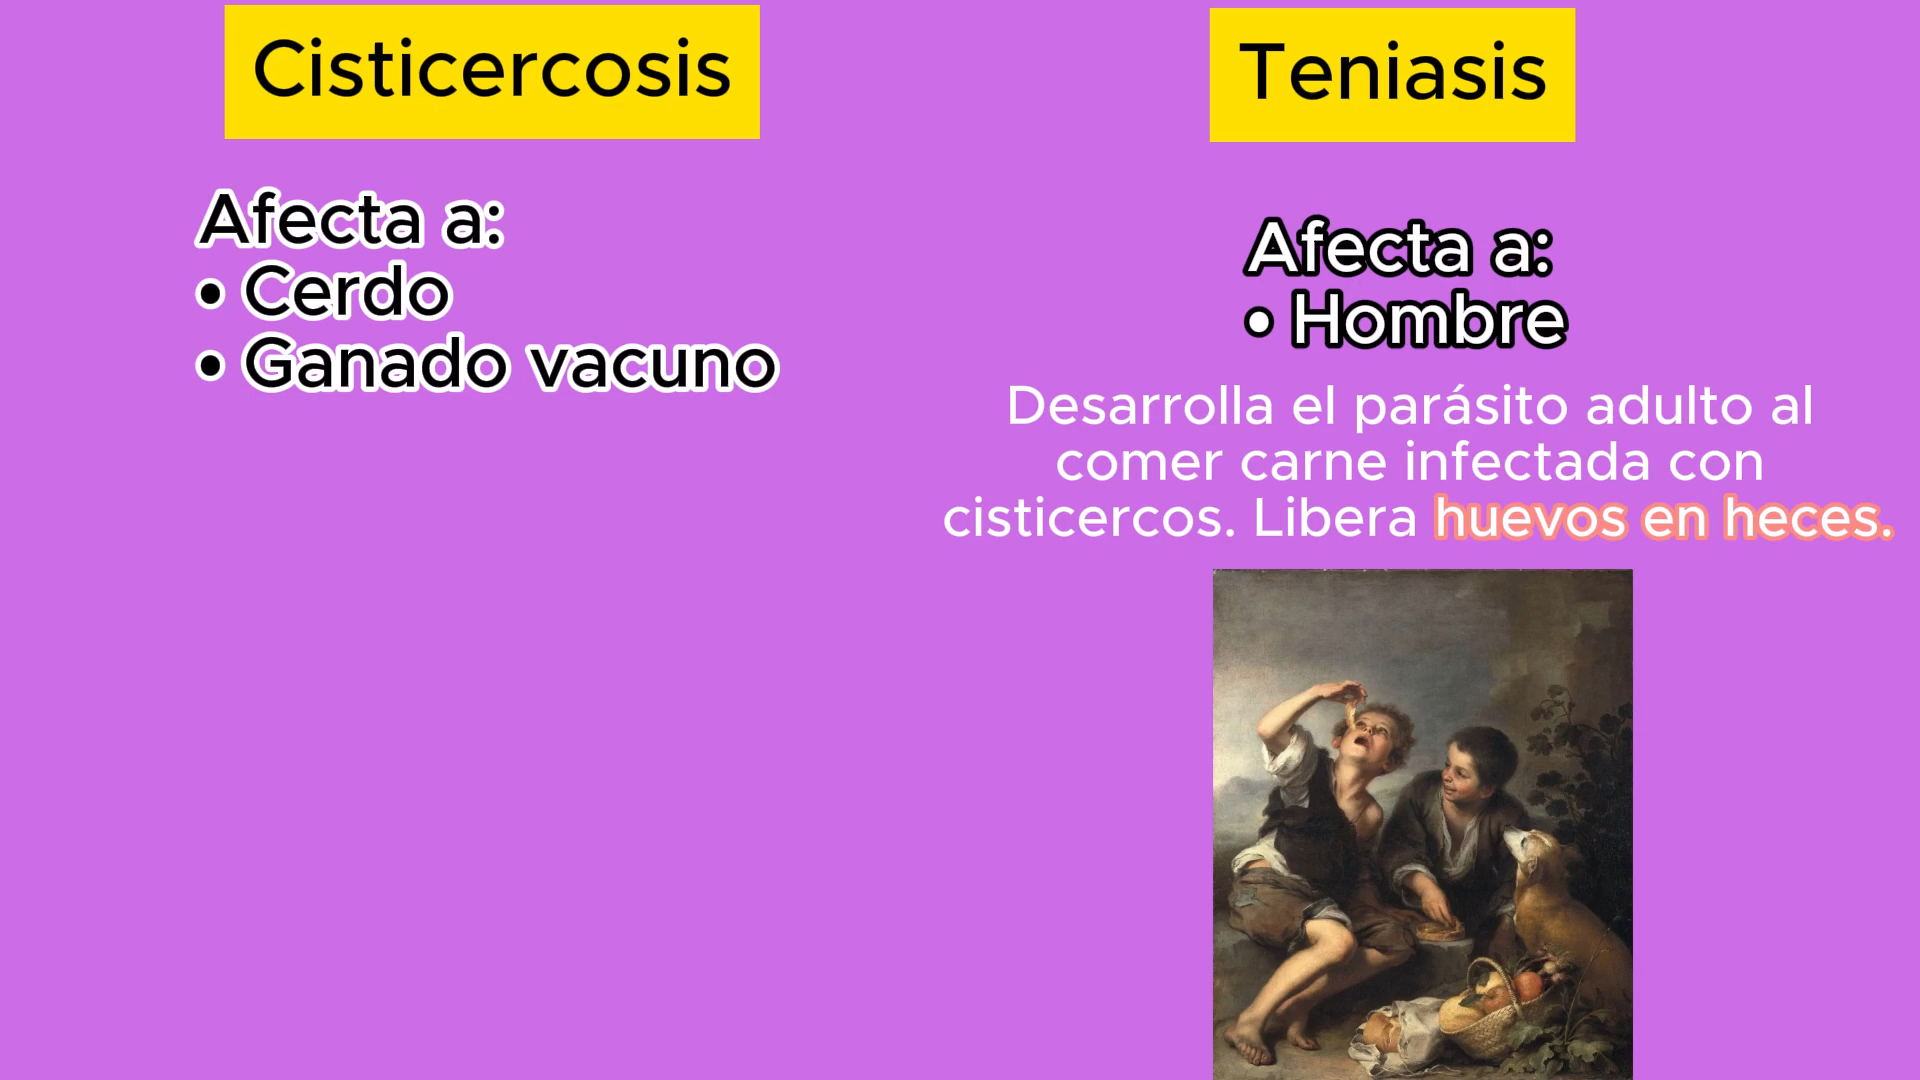 Cisticercosis
Afecta a:
• Cerdo
• Ganado vacuno
Teniasis
Afecta a:
• Hombre
Desarrolla el parásito adulto al
comer carne infectada con
cisticercos. Libera huevos en heces.